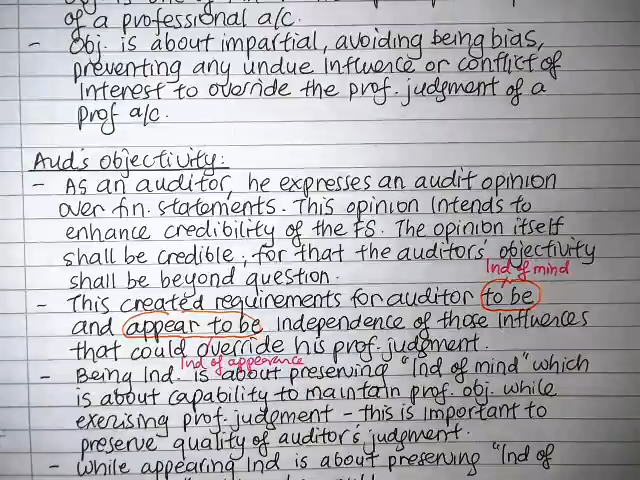 of a professional a/c.
- Obj. is about impartial, avoiding being bias,
preventing any undue influence or conflict of
interest to override the prof. judgment of a
prof a/c.
Aud's objectivity:
- As an auditor, he expresses an audit opinion
over fin. statements. This opinion intends to
enhance credibility of the FS. The opinion itself
shall be credible, for that the auditors' objectivity
shall be beyond question.
Ind of mind
- This created requirements for auditor to be
and appear to be independence of those influences
that could override his prof. judgment.
Ind of appearence
- Being Ind. is about preserving "Ind of mind" which
is about capability to maintain prof. obj. while
exerising prof. judgment - this is important to
preserve quality of auditor's judgment.
- While appearing Ind is about preserving "Ind of